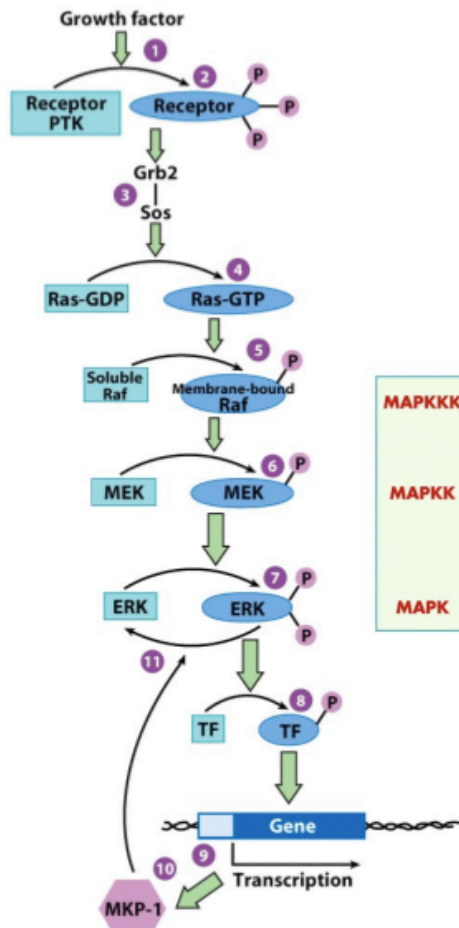 Growth factor
1
2
P
Receptor
PTK
Receptor
P
P
Grb2
3
Sos
4
Ras-GDP
Ras-GTP
5
P
Soluble
Raf
Membrane-bound
Raf
MAPKKK
6
P
MEK
MEK
MAPKK
7
P
ERK
ERK
P
MAPK
11
8
P
TF
TF
Gene
9
Transcription
10
MKP-1